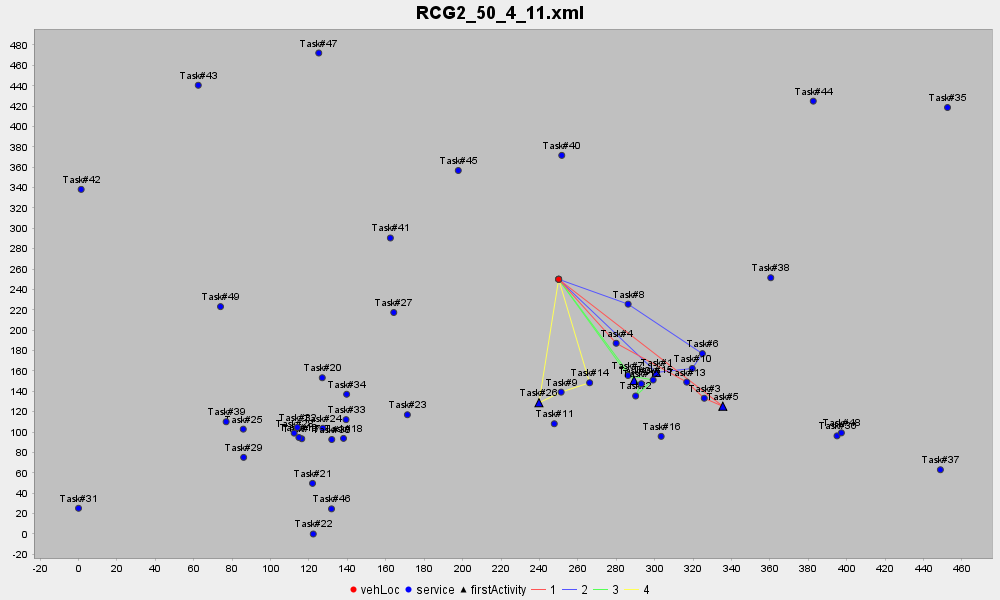 RCG2_50_4_11.xml
480
460
440
420
400
380
360
340
320
300
280
260
240
220
200
180
160
140
120
100
80
60
40
20
0
-20
Task#47
Task#43
Task#44
Task#35
Task#45
Task#40
Task#42
Task#41
Task#38
Task#49
Task#8
Task#27
Task#4
Task#6
Task#10
Task#20
Task#14
Task#13
Task#34
Task#9
Task#26
Task#2
Task#3
Task#5
Task#39
Task#25
Task#33
Task#23
Task#11
Task#16
Task#29
Task#37
Task#21
Task#31
Task#46
Task#22
-20 0 20 40 60 80 100 120 140 160 180 200 220 240 260 280 300 320 340 360 380 400 420 440 460
vehLoc service firstActivity 1 2 3 4